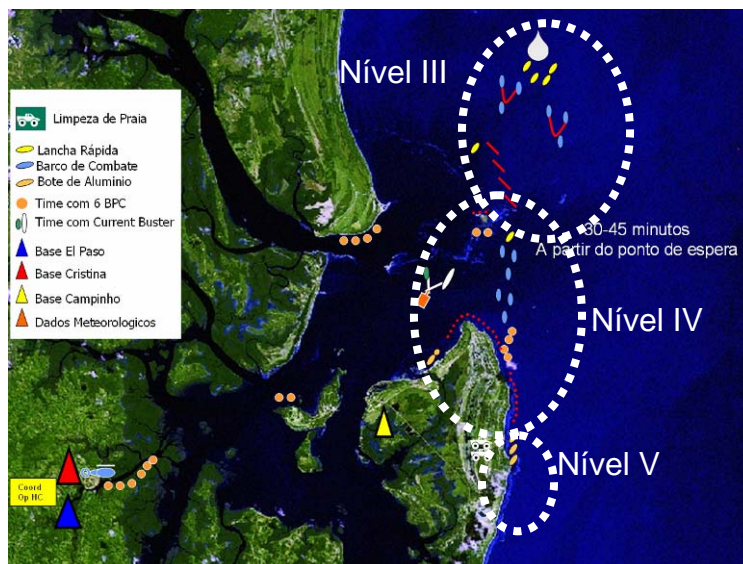 Nível III
Limpeza de Praia
Lancha Rápida
Barco de Combate
Bote de Aluminio
Time com 6 BPC
Time com Current Buster
Base El Paso
Base Cristina
Base Campinho
Dados Meteorologicos
30-45 minutos
A partir do ponto de espera
Nível IV
Nível V
Coord
Op HC